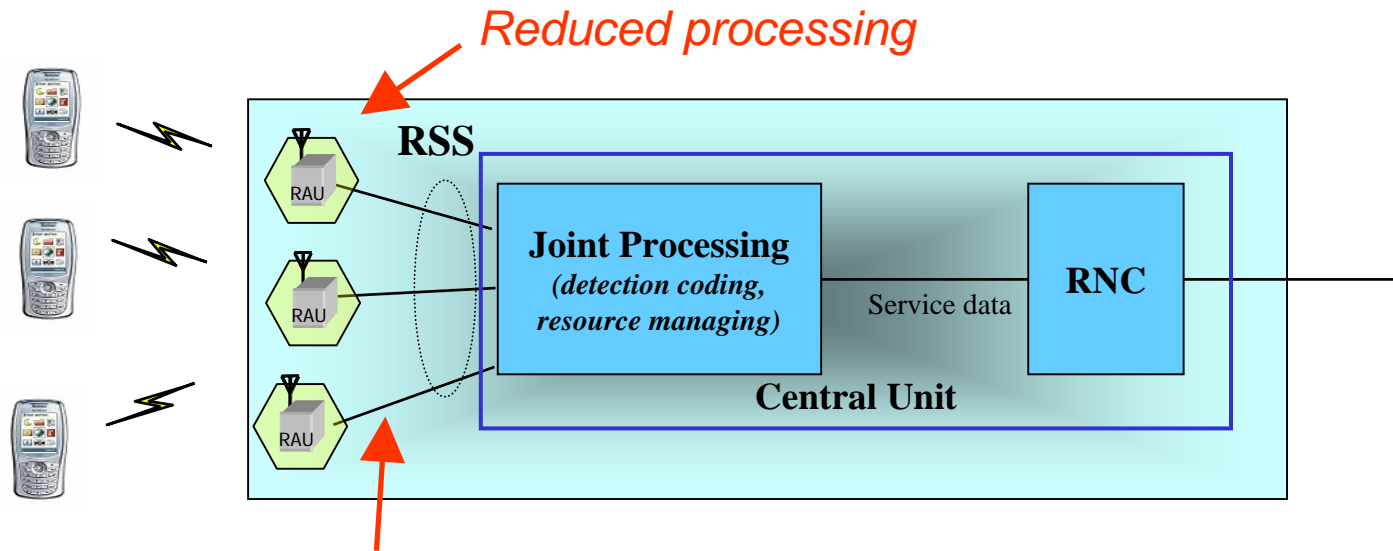 Reduced processing
RSS
RAU
RAU
RAU
Joint Processing
(detection coding,
resource managing)
Service data
RNC
Central Unit